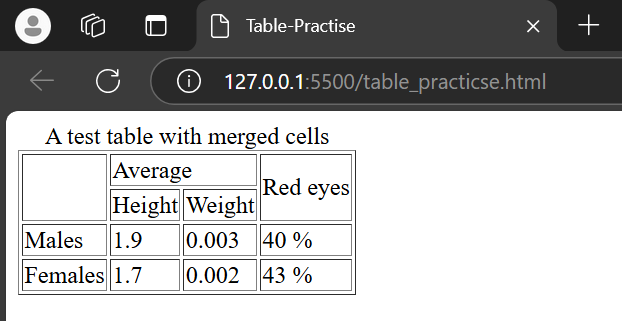 Table-Practise
127.0.0.1:5500/table_practicse.html
A test table with merged cells
Average Red eyes
Height Weight
Males 1.9 0.003 40 %
Females 1.7 0.002 43 %